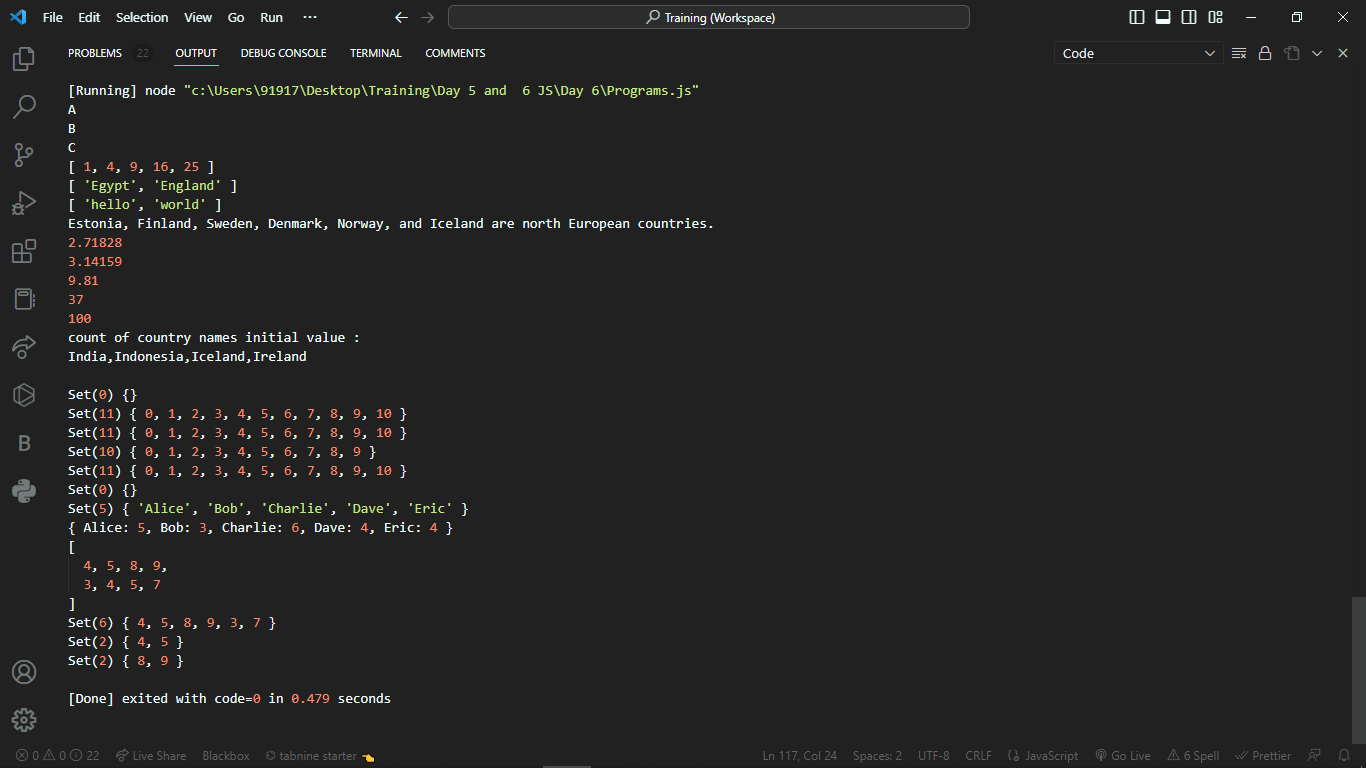 File Edit Selection View Go Run ··· Training (Workspace)
PROBLEMS 22 OUTPUT DEBUG CONSOLE TERMINAL COMMENTS Code
[Running] node "c:\Users\91917\Desktop\Training\Day 5 and  6 JS\Day 6\Programs.js"
A
B
C
[ 1, 4, 9, 16, 25 ]
[ 'Egypt', 'England' ]
[ 'hello', 'world' ]
Estonia, Finland, Sweden, Denmark, Norway, and Iceland are north European countries.
2.71828
3.14159
9.81
37
100
count of country names initial value :
India,Indonesia,Iceland,Ireland
Set(0) {}
Set(11) { 0, 1, 2, 3, 4, 5, 6, 7, 8, 9, 10 }
Set(11) { 0, 1, 2, 3, 4, 5, 6, 7, 8, 9, 10 }
Set(10) { 0, 1, 2, 3, 4, 5, 6, 7, 8, 9 }
Set(11) { 0, 1, 2, 3, 4, 5, 6, 7, 8, 9, 10 }
Set(0) {}
Set(5) { 'Alice', 'Bob', 'Charlie', 'Dave', 'Eric' }
{ Alice: 5, Bob: 3, Charlie: 6, Dave: 4, Eric: 4 }
[
  4, 5, 8, 9,
  3, 4, 5, 7
]
Set(6) { 4, 5, 8, 9, 3, 7 }
Set(2) { 4, 5 }
Set(2) { 8, 9 }
[Done] exited with code=0 in 0.479 seconds
B
0 0 22 Live Share Blackbox tabnine starter Ln 117, Col 24 Spaces: 2 UTF-8 CRLF {} JavaScript Go Live 6 Spell Prettier